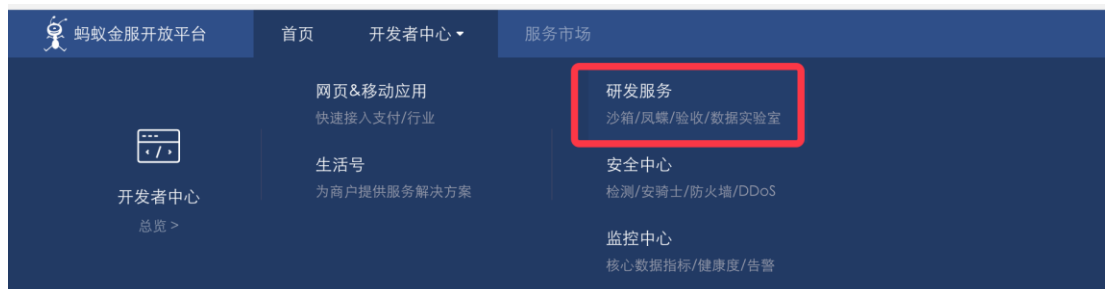 蚂蚁金服开放平台 首页 开发者中心 服务市场
网页&移动应用
快速接入支付/行业
生活号
为商户提供服务解决方案
开发者中心
总览 >
研发服务
沙箱/凤蝶/验收/数据实验室
安全中心
检测/安骑士/防火墙/DDoS
监控中心
核心数据指标/健康度/告警